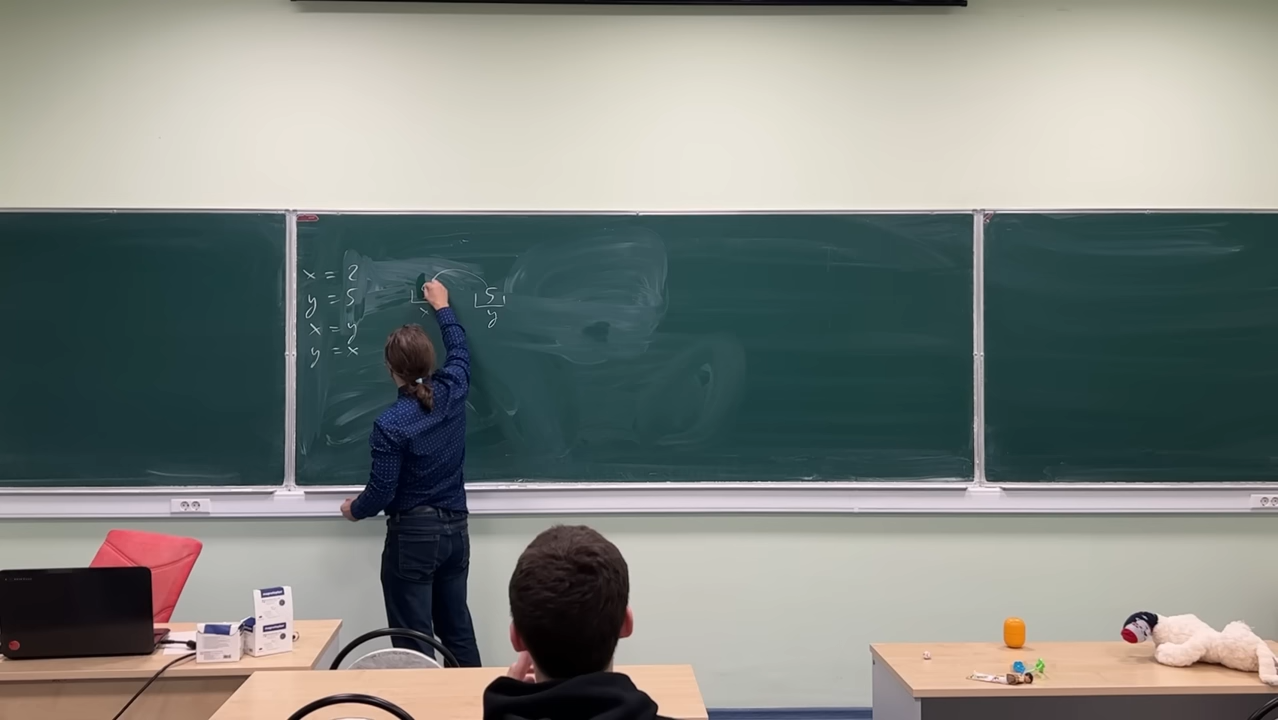 x = 2
y = 5
x = y
y = x
5
x
y